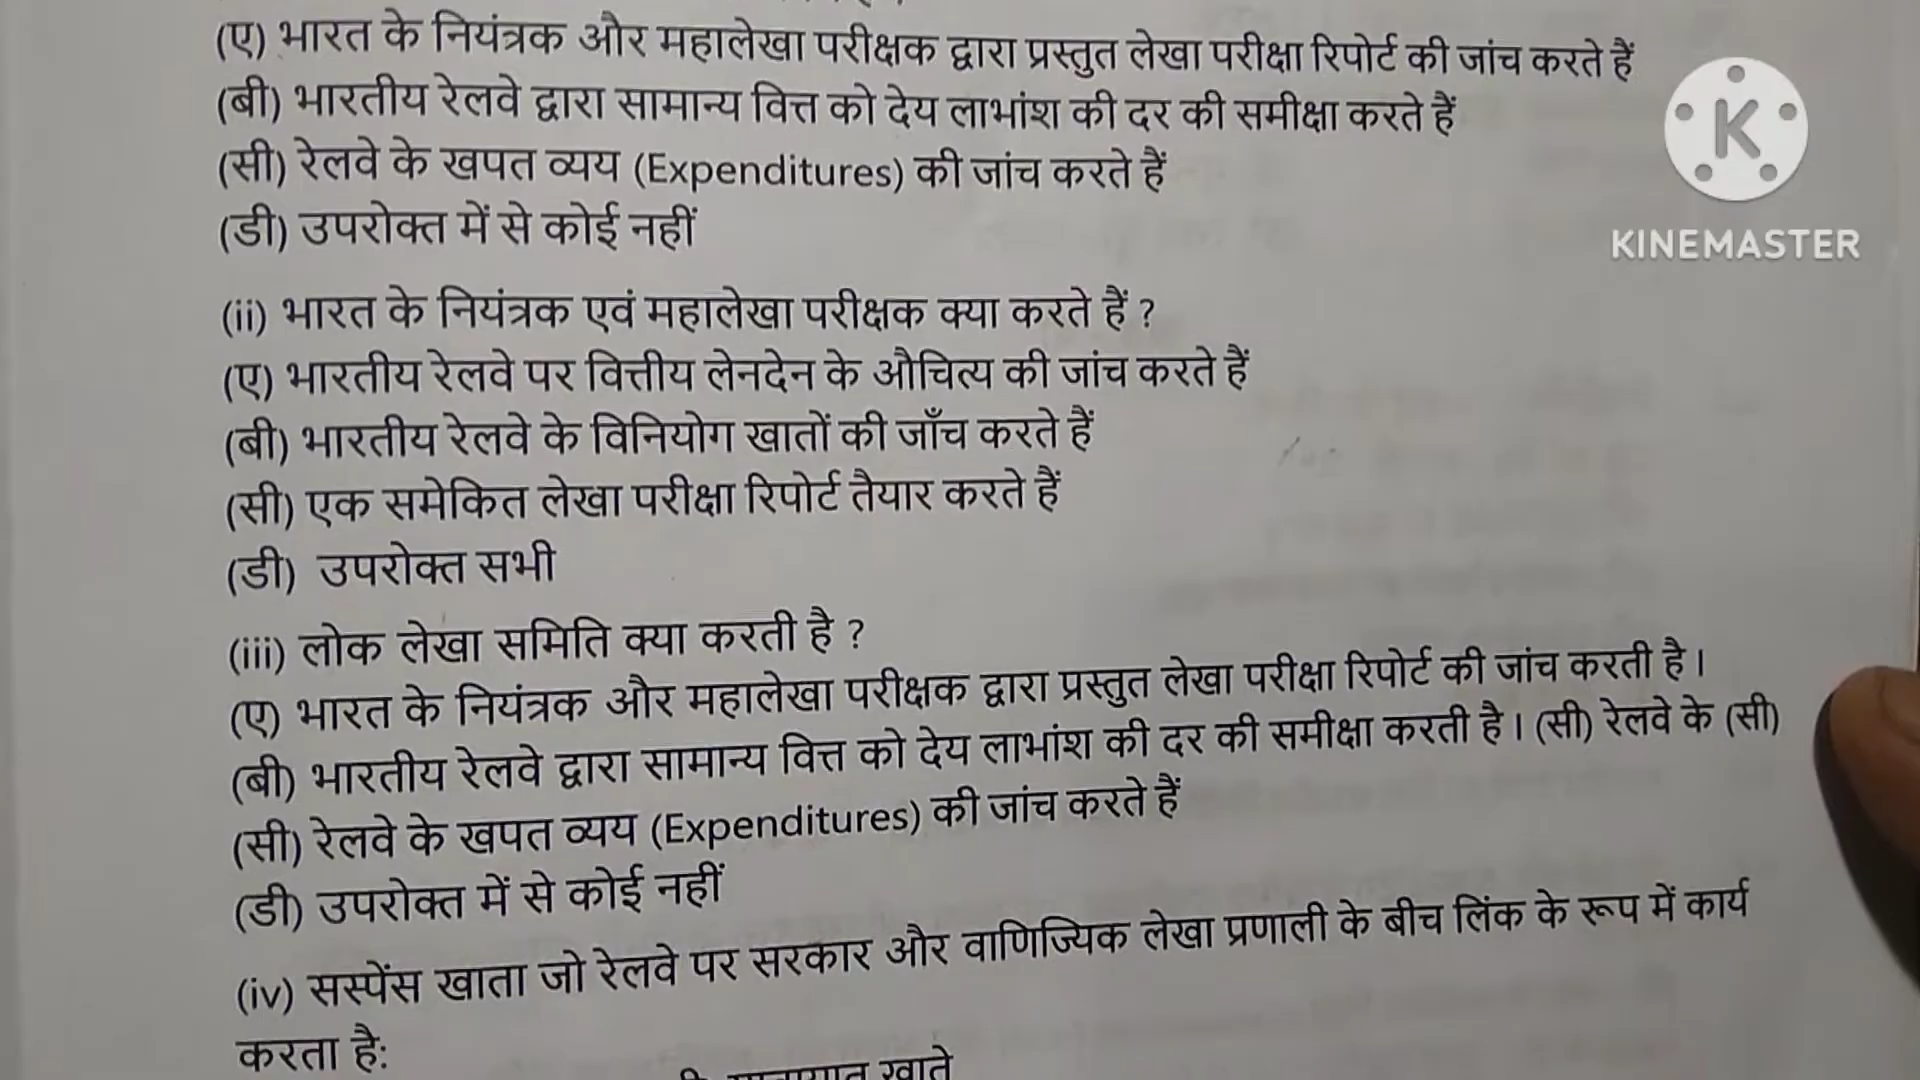 (ए) भारत के नियंत्रक और महालेखा परीक्षक द्वारा प्रस्तुत लेखा परीक्षा रिपोर्ट की जांच करते हैं
(बी) भारतीय रेलवे द्वारा सामान्य वित्त को देय लाभांश की दर की समीक्षा करते हैं
(सी) रेलवे के खपत व्यय (Expenditures) की जांच करते हैं
(डी) उपरोक्त में से कोई नहीं
K
KINEMASTER
(ii) भारत के नियंत्रक एवं महालेखा परीक्षक क्या करते हैं ?
(ए) भारतीय रेलवे पर वित्तीय लेनदेन के औचित्य की जांच करते हैं
(बी) भारतीय रेलवे के विनियोग खातों की जाँच करते हैं
(सी) एक समेकित लेखा परीक्षा रिपोर्ट तैयार करते हैं
(डी) उपरोक्त सभी
(iii) लोक लेखा समिति क्या करती है ?
(ए) भारत के नियंत्रक और महालेखा परीक्षक द्वारा प्रस्तुत लेखा परीक्षा रिपोर्ट की जांच करती है।
(बी) भारतीय रेलवे द्वारा सामान्य वित्त को देय लाभांश की दर की समीक्षा करती है। (सी) रेलवे के (सी)
(सी) रेलवे के खपत व्यय (Expenditures) की जांच करते हैं
(डी) उपरोक्त में से कोई नहीं
(iv) सस्पेंस खाता जो रेलवे पर सरकार और वाणिज्यिक लेखा प्रणाली के बीच लिंक के रूप में कार्य
करता है:
खाते